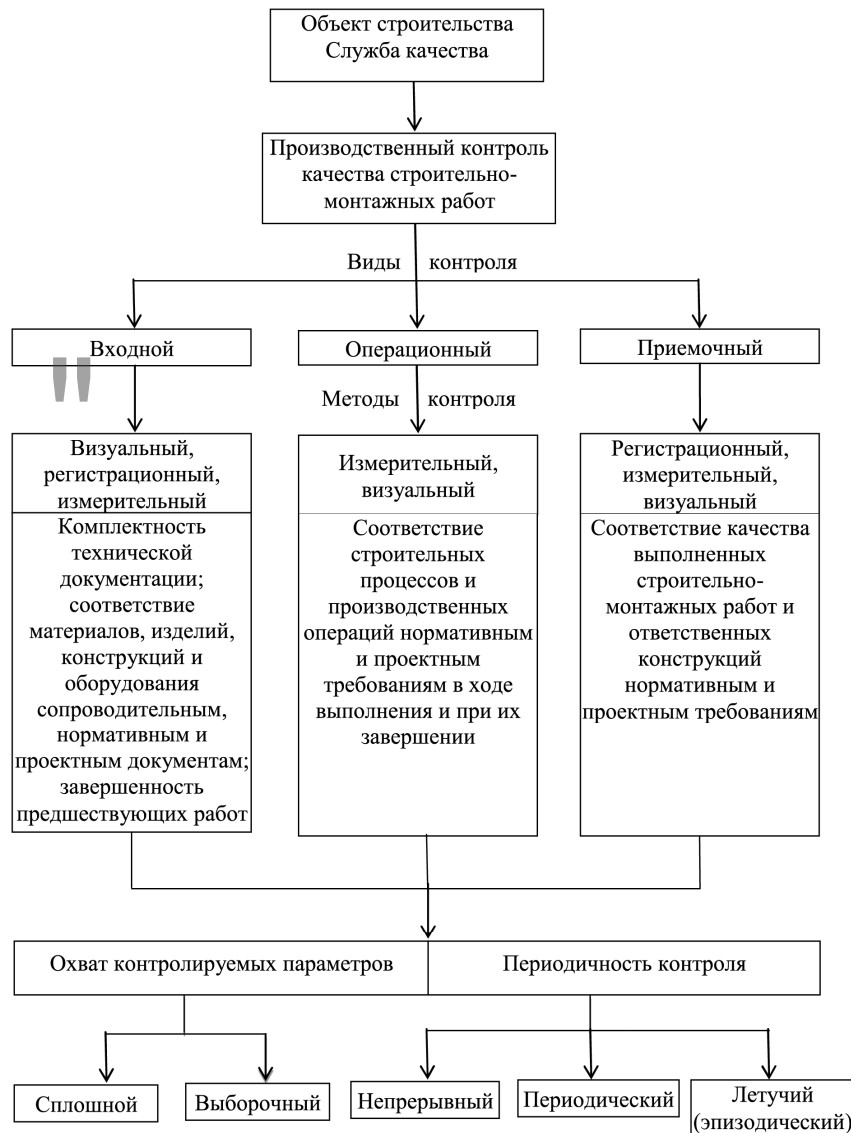 Объект строительства
Служба качества
Производственный контроль
качества строительно-
монтажных работ
Виды контроля
Входной
Операционный
Приемочный
Методы контроля
Визуальный,
регистрационный,
измерительный
Комплектность
технической
документации;
соответствие
материалов, изделий,
конструкций и
оборудования
сопроводительным,
нормативным и
проектным документам;
завершенность
предшествующих работ
Измерительный,
визуальный
Соответствие
строительных
процессов и
производственных
операций нормативным
и проектным
требованиям в ходе
выполнения и при их
завершении
Регистрационный,
измерительный,
визуальный
Соответствие качества
выполненных
строительно-
монтажных работ и
ответственных
конструкций
нормативным и
проектным требованиям
Охват контролируемых параметров
Периодичность контроля
Сплошной
Выборочный
Непрерывный
Периодический
Летучий
(эпизодический)